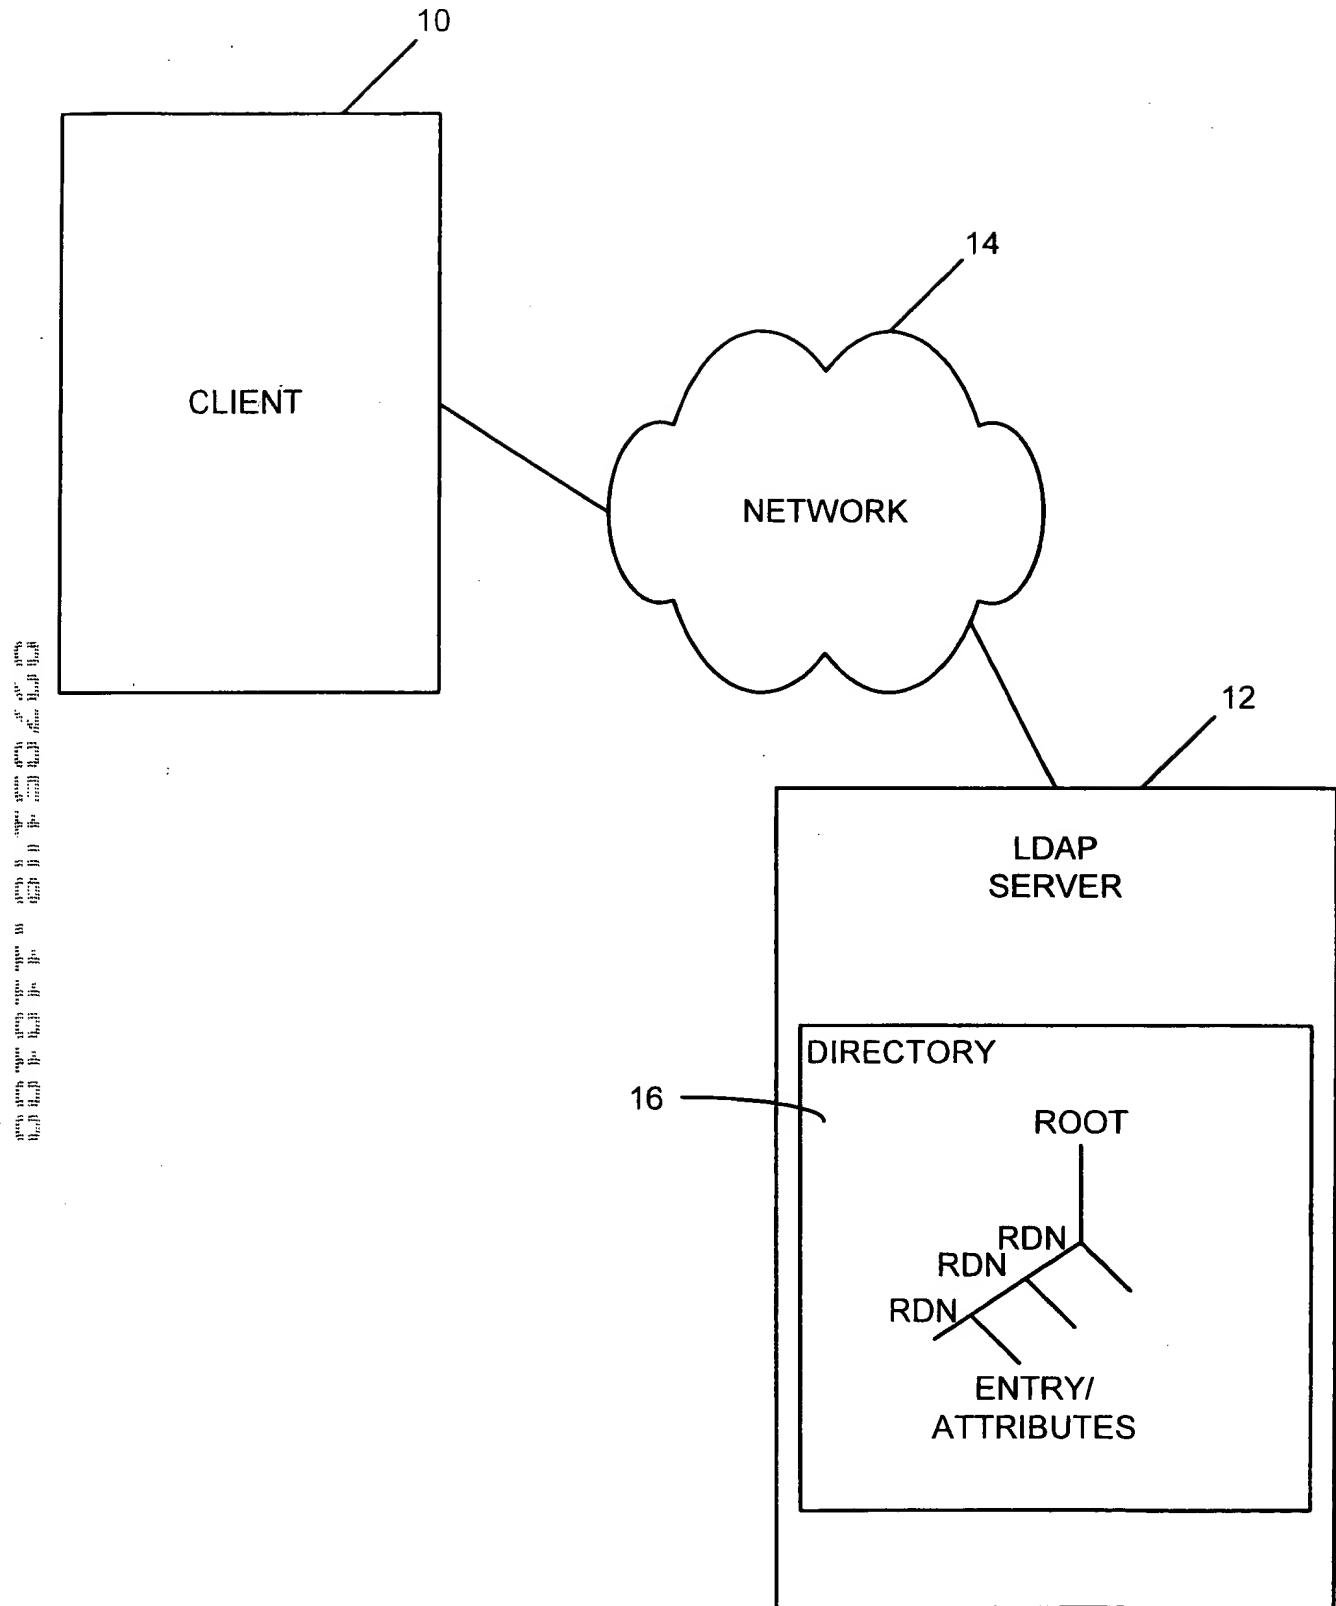 10
14
CLIENT
NETWORK
12
LDAP
SERVER
DIRECTORY
16
ROOT
RDN
RDN
RDN
ENTRY/
ATTRIBUTES